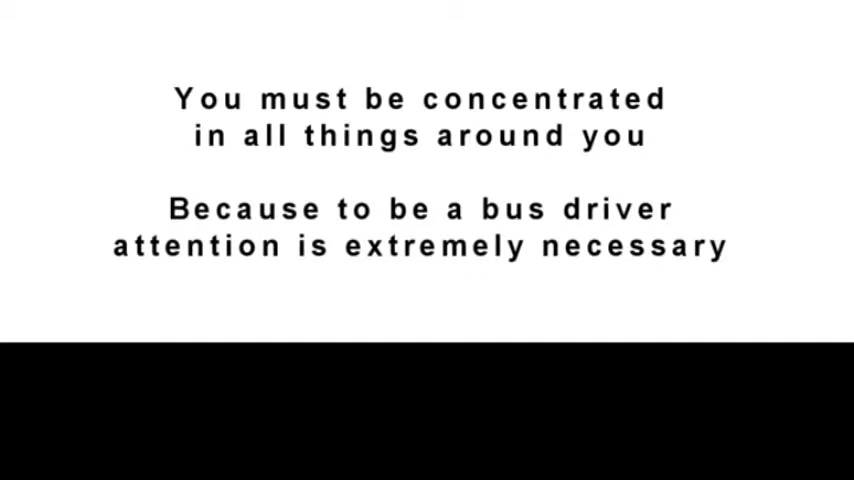 You must be concentrated
in all things around you
Because to be a bus driver
attention is extremely necessary